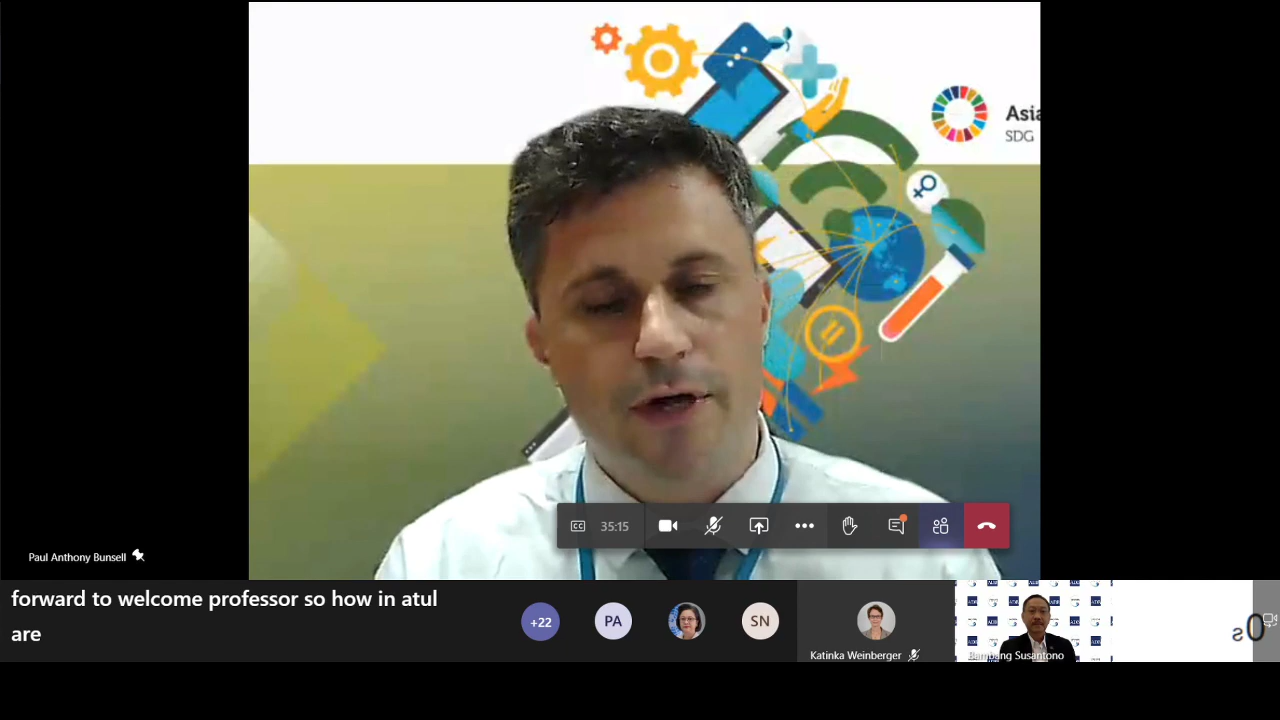 Asia
SDG
CC
35:15
Paul Anthony Bunsell
forward to welcome professor so how in atul
are
+22
PA
SN
Katinka Weinberger
Bambang Susantono